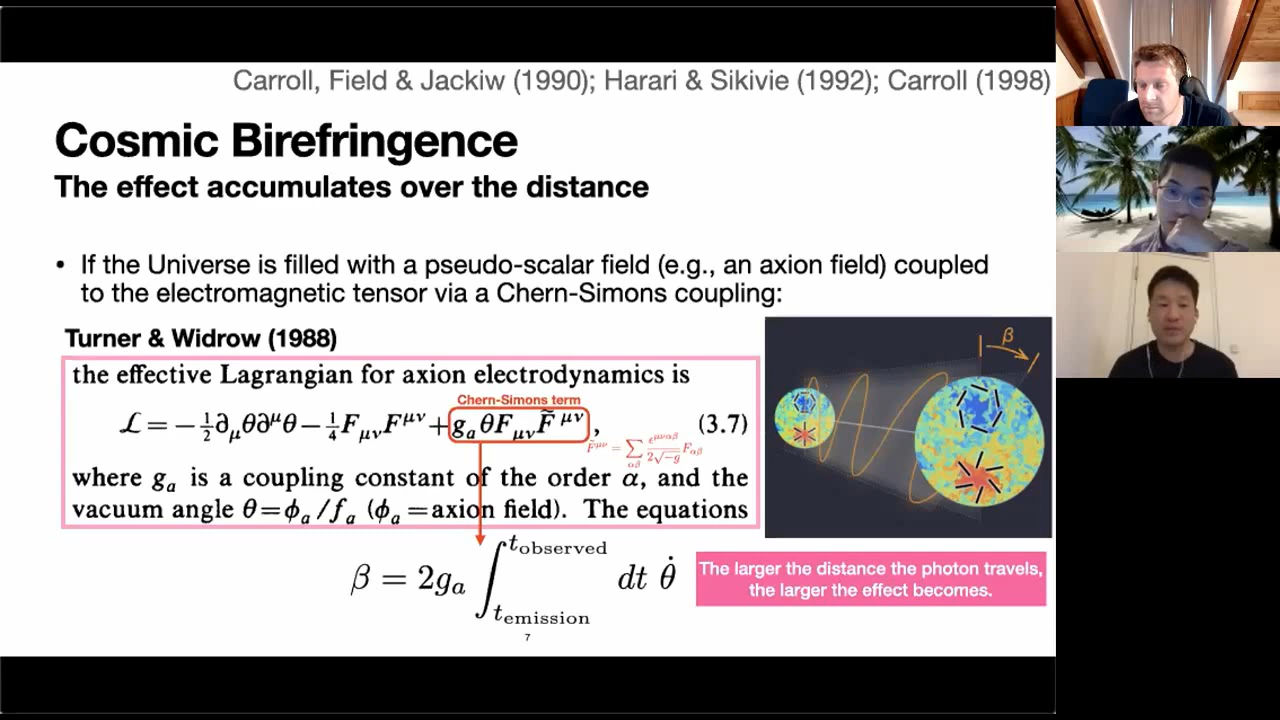 Carroll, Field & Jackiw (1990); Harari & Sikivie (1992); Carroll (1998)
Cosmic Birefringence
The effect accumulates over the distance
• If the Universe is filled with a pseudo-scalar field (e.g., an axion field) coupled
to the electromagnetic tensor via a Chern-Simons coupling:
Turner & Widrow (1988)
the effective Lagrangian for axion electrodynamics is
Chern-Simons term
ℒ = −½∂_μθ∂^μθ − ¼F_μνF^μν + g_aθF_μνF̃^μν, (3.7)
F̃^μν = Σ_αβ ε^μναβ/(2√−g) F_αβ
where g_a is a coupling constant of the order α, and the
vacuum angle θ=ϕ_a/f_a (ϕ_a=axion field). The equations
β = 2g_a ∫_{t_emission}^{t_observed} dt θ̇
β
The larger the distance the photon travels,
the larger the effect becomes.
7